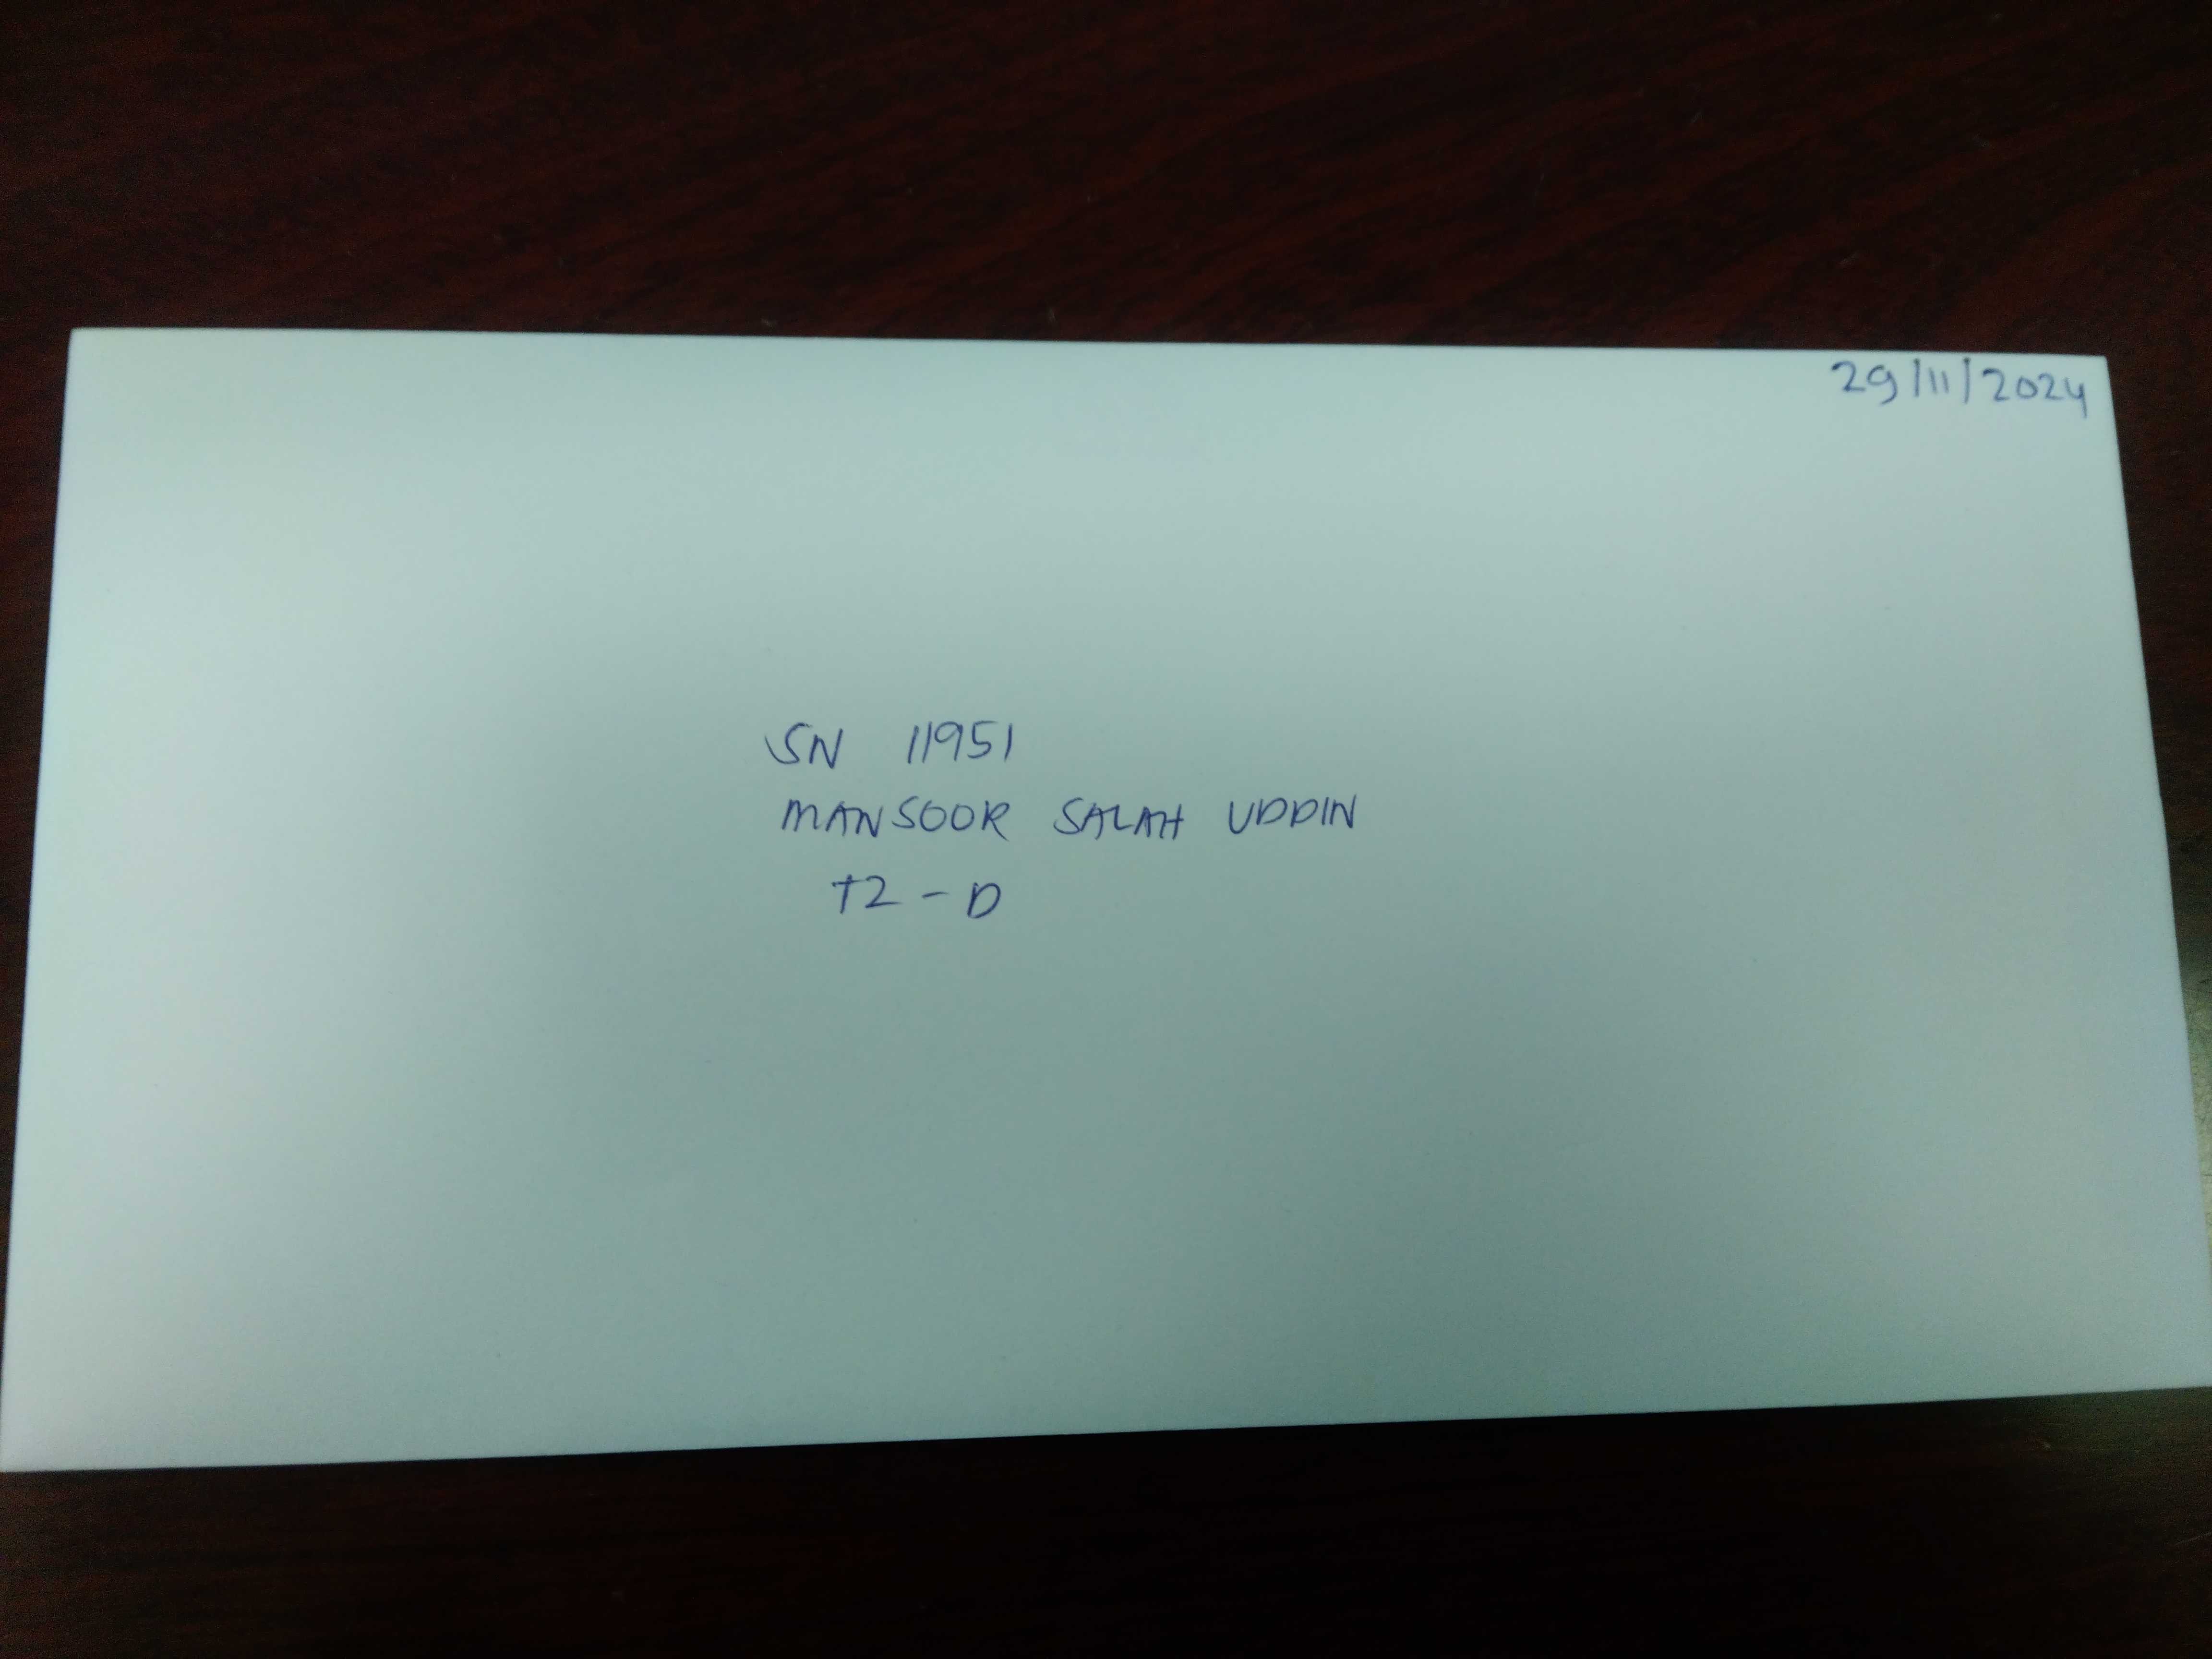 29/11/2024
SN 11951
MANSOOR SALAH UDDIN
T2 - D